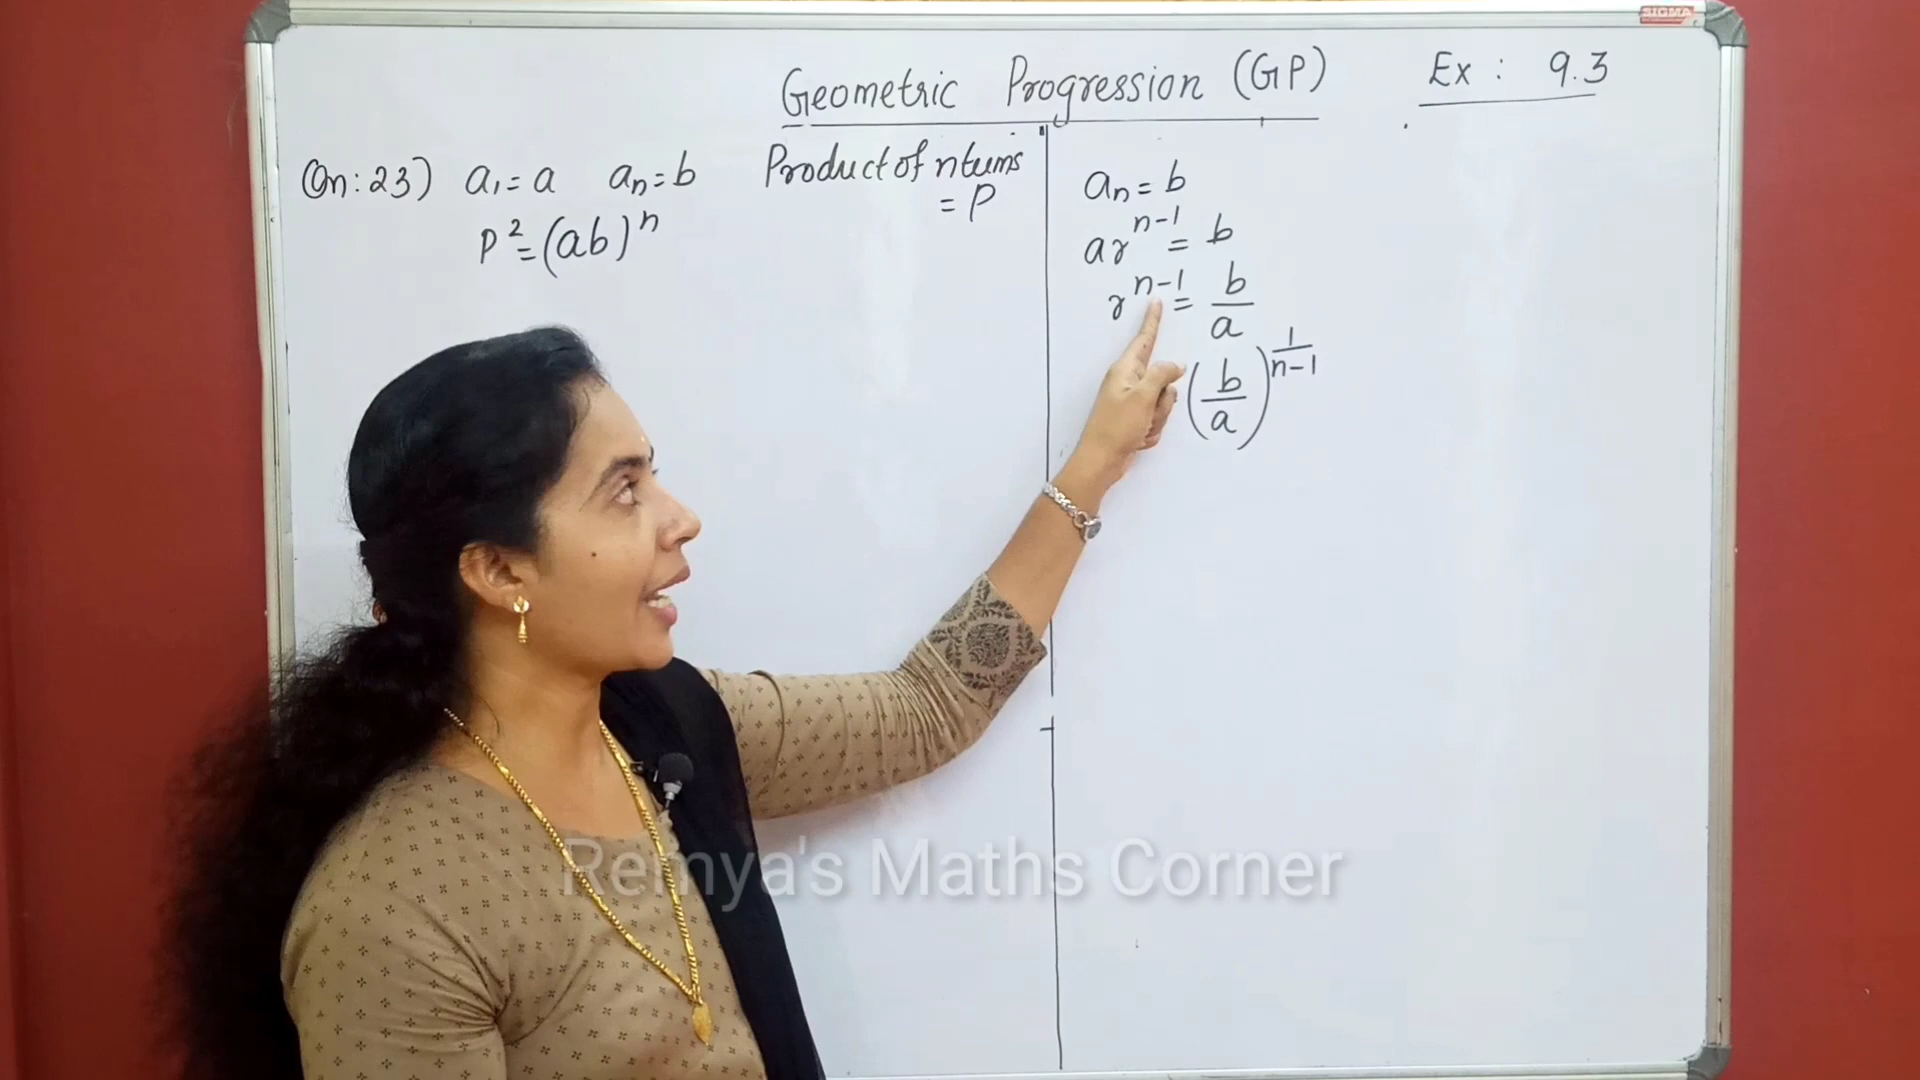 SIGMA
Geometric Progression (GP)
Ex : 9.3
Qn: 23) a₁ = a aₙ = b Product of n terms
= P
P² = (ab)ⁿ
aₙ = b
arⁿ⁻¹ = b
rⁿ⁻¹ = b/a
(b/a)^(1/(n-1))
Remya's Maths Corner